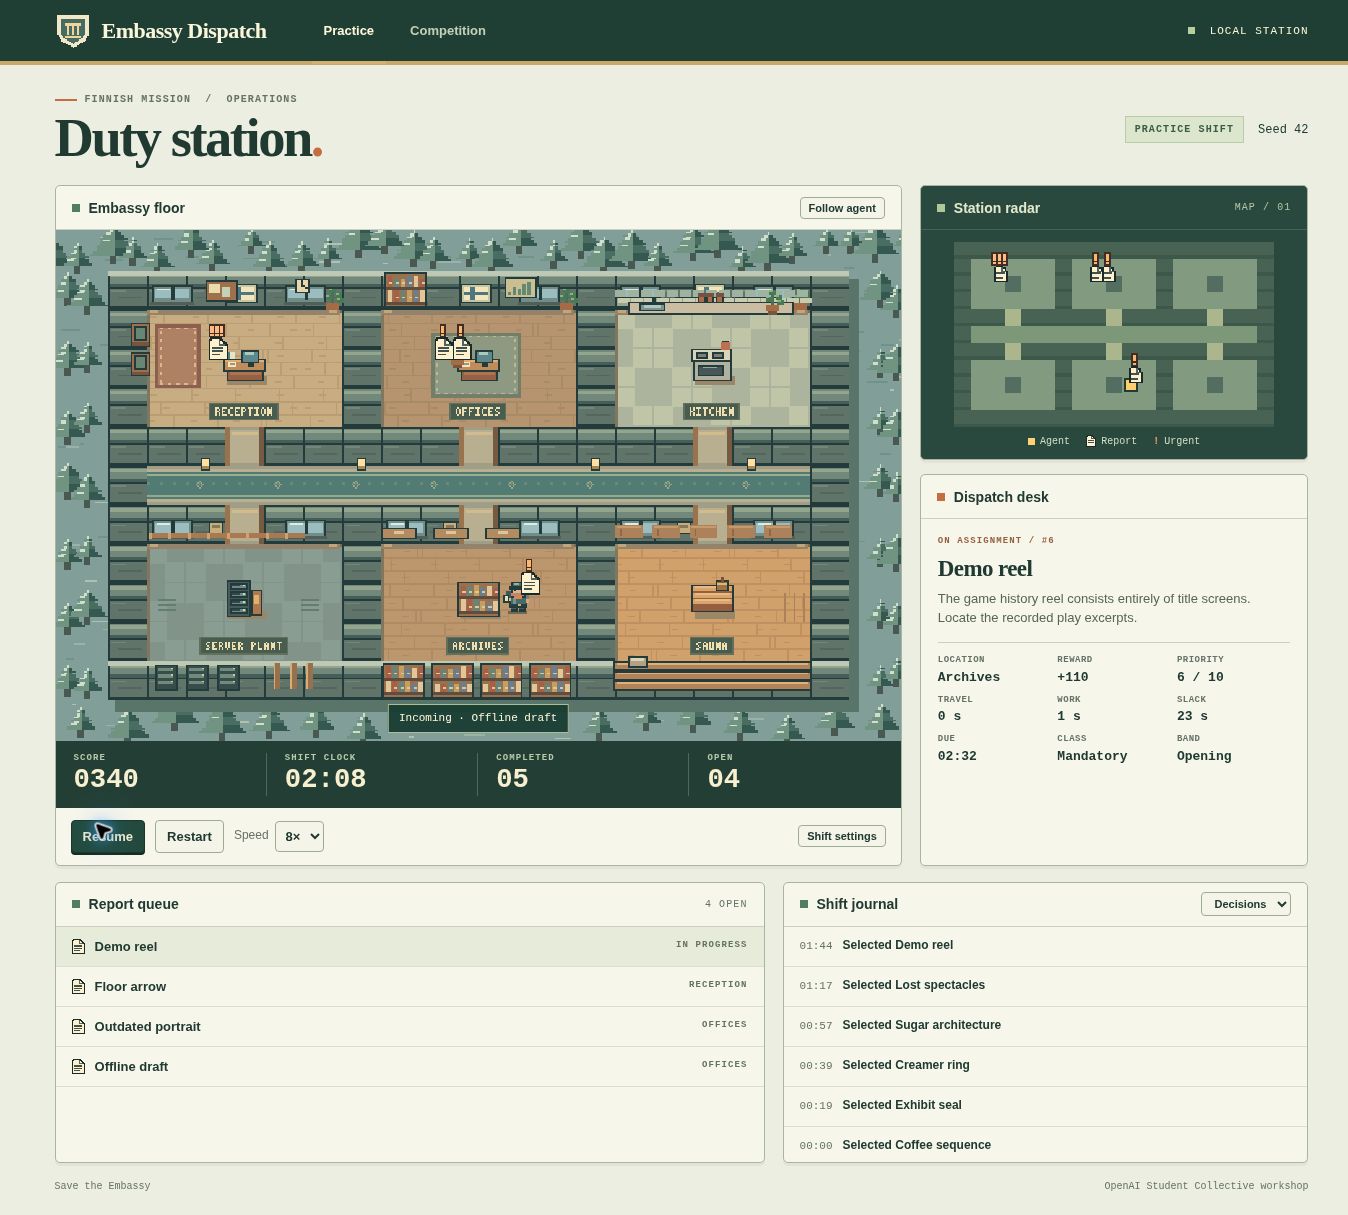 Embassy Dispatch
Practice
Competition
LOCAL STATION
FINNISH MISSION / OPERATIONS
Duty station.
PRACTICE SHIFT
Seed 42
Embassy floor
Follow agent
RECEPTION
OFFICES
KITCHEN
SERVER PLANT
ARCHIVES
SAUNA
Incoming · Offline draft
SCORE
0340
SHIFT CLOCK
02:08
COMPLETED
05
OPEN
04
Resume
Restart
Speed
8×
Shift settings
Station radar
MAP / 01
Agent
Report
! Urgent
Dispatch desk
ON ASSIGNMENT / #6
Demo reel
The game history reel consists entirely of title screens.
Locate the recorded play excerpts.
LOCATION
Archives
REWARD
+110
PRIORITY
6 / 10
TRAVEL
0 s
WORK
1 s
SLACK
23 s
DUE
02:32
CLASS
Mandatory
BAND
Opening
Report queue
4 OPEN
Demo reel
IN PROGRESS
Floor arrow
RECEPTION
Outdated portrait
OFFICES
Offline draft
OFFICES
Shift journal
Decisions
01:44 Selected Demo reel
01:17 Selected Lost spectacles
00:57 Selected Sugar architecture
00:39 Selected Creamer ring
00:19 Selected Exhibit seal
00:00 Selected Coffee sequence
Save the Embassy
OpenAI Student Collective workshop